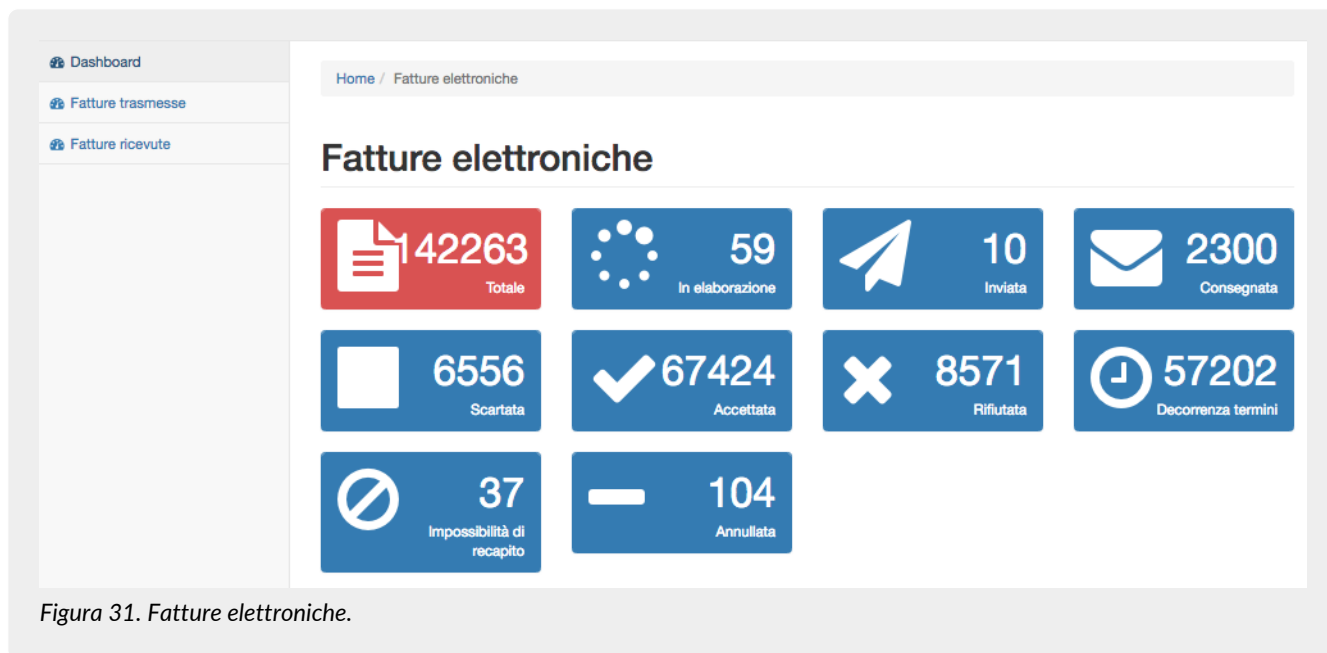 Dashboard
Fatture trasmesse
Fatture ricevute
Home / Fatture elettroniche
Fatture elettroniche
142263
Totale
59
In elaborazione
10
Inviata
2300
Consegnata
6556
Scartata
67424
Accettata
8571
Rifiutata
57202
Decorrenza termini
37
Impossibilità di
recapito
104
Annullata
Figura 31. Fatture elettroniche.